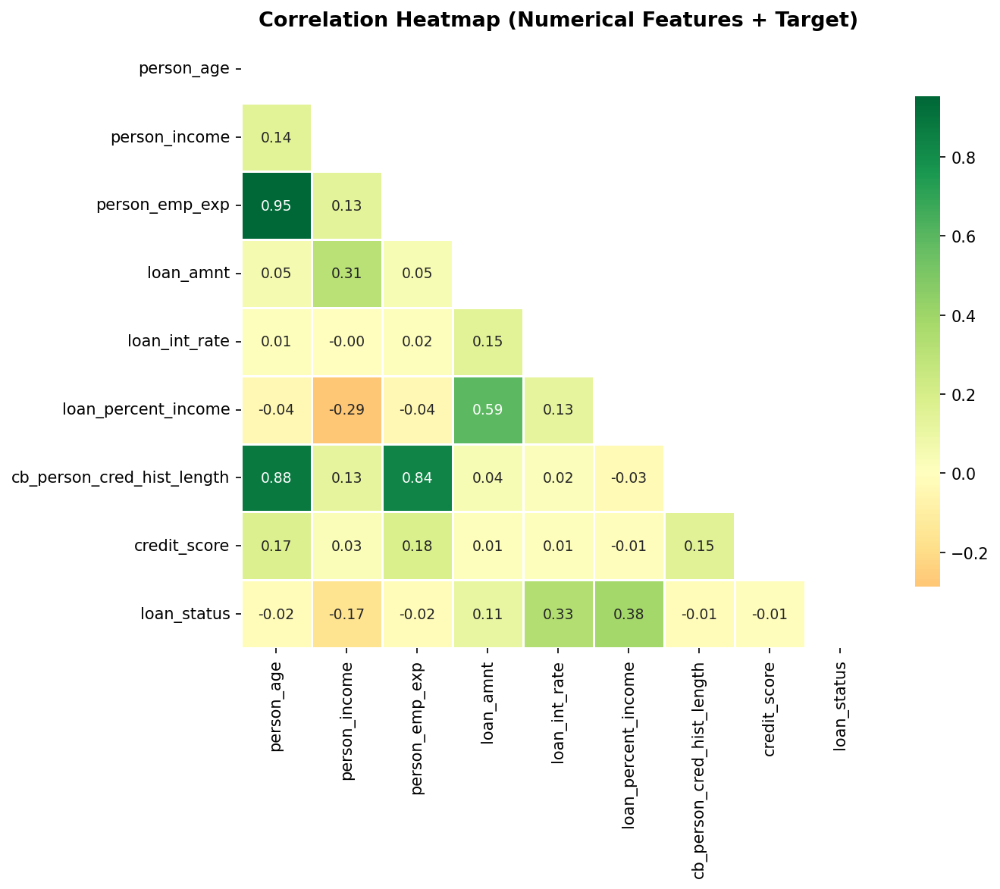 Correlation Heatmap (Numerical Features + Target)
person_age
person_income 0.14
person_emp_exp 0.95 0.13
loan_amnt 0.05 0.31 0.05
loan_int_rate 0.01 -0.00 0.02 0.15
loan_percent_income -0.04 -0.29 -0.04 0.59 0.13
cb_person_cred_hist_length 0.88 0.13 0.84 0.04 0.02 -0.03
credit_score 0.17 0.03 0.18 0.01 0.01 -0.01 0.15
loan_status -0.02 -0.17 -0.02 0.11 0.33 0.38 -0.01 -0.01
person_age
person_income
person_emp_exp
loan_amnt
loan_int_rate
loan_percent_income
cb_person_cred_hist_length
credit_score
loan_status
0.8
0.6
0.4
0.2
0.0
−0.2